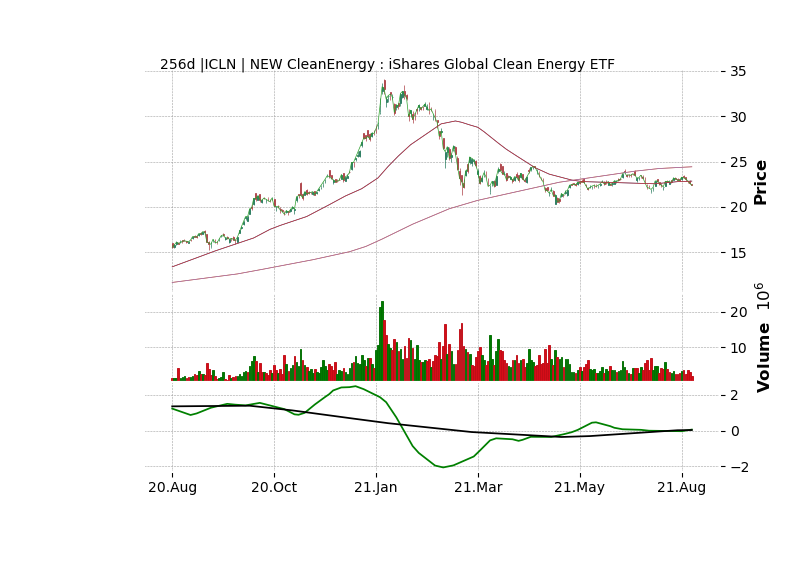 256d |ICLN | NEW CleanEnergy : iShares Global Clean Energy ETF
35
30
25
20
15
Price
20
10
Volume 10^6
2
0
−2
20.Aug 20.Oct 21.Jan 21.Mar 21.May 21.Aug